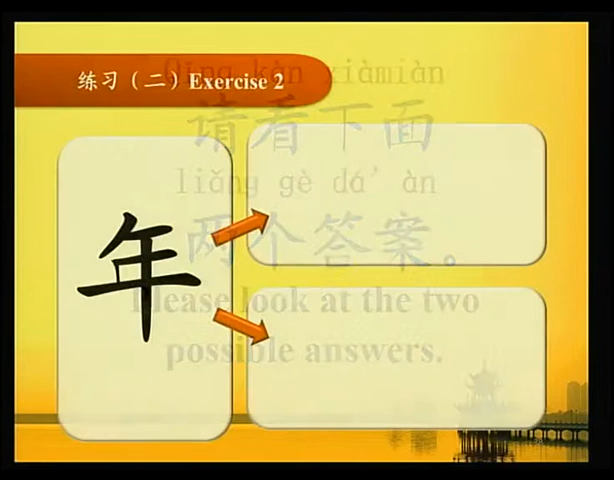 练习（二）Exercise 2
Qǐng kàn xiàmiàn
请看下面
liǎng gè dá'àn
两个答案。
Please look at the two
possible answers.
年